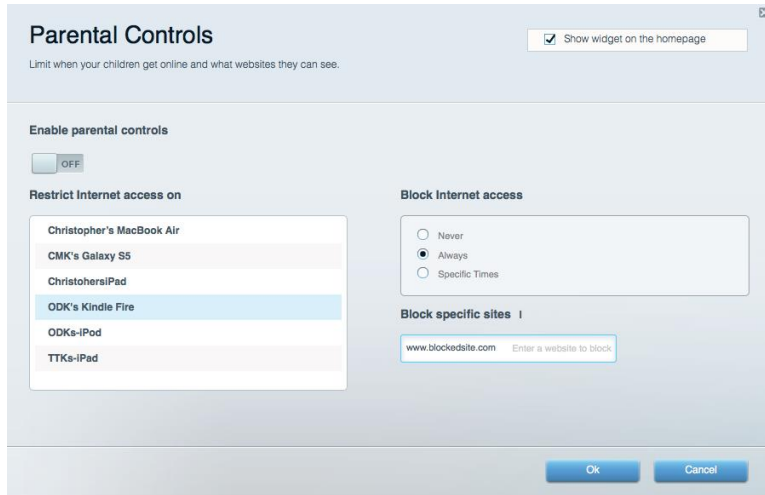 Parental Controls
Show widget on the homepage
Limit when your children get online and what websites they can see.
Enable parental controls
OFF
Restrict Internet access on
Christopher's MacBook Air
CMK's Galaxy S5
ChristohersiPad
ODK's Kindle Fire
ODKs-iPod
TTKs-iPad
Block Internet access
Never
Always
Specific Times
Block specific sites I
www.blockedsite.com Enter a website to block
Ok Cancel